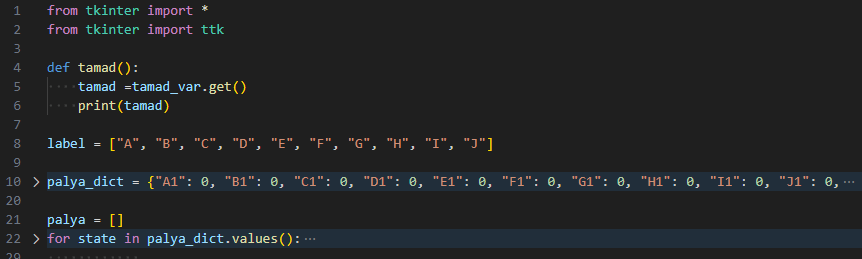 1 from tkinter import *
2 from tkinter import ttk
3
4 def tamad():
5 ····tamad =tamad_var.get()
6 ····print(tamad)
7
8 label = ["A", "B", "C", "D", "E", "F", "G", "H", "I", "J"]
9
10 > palya_dict = {"A1": 0, "B1": 0, "C1": 0, "D1": 0, "E1": 0, "F1": 0, "G1": 0, "H1": 0, "I1": 0, "J1": 0,···
20
21 palya = []
22 > for state in palya_dict.values():···
29 ············